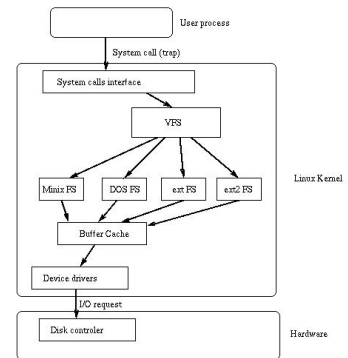 User process
System call (trap)
System calls interface
VFS
Linux Kernel
Minix FS
DOS FS
ext FS
ext2 FS
Buffer Cache
Device drivers
I/O request
Disk controler
Hardware